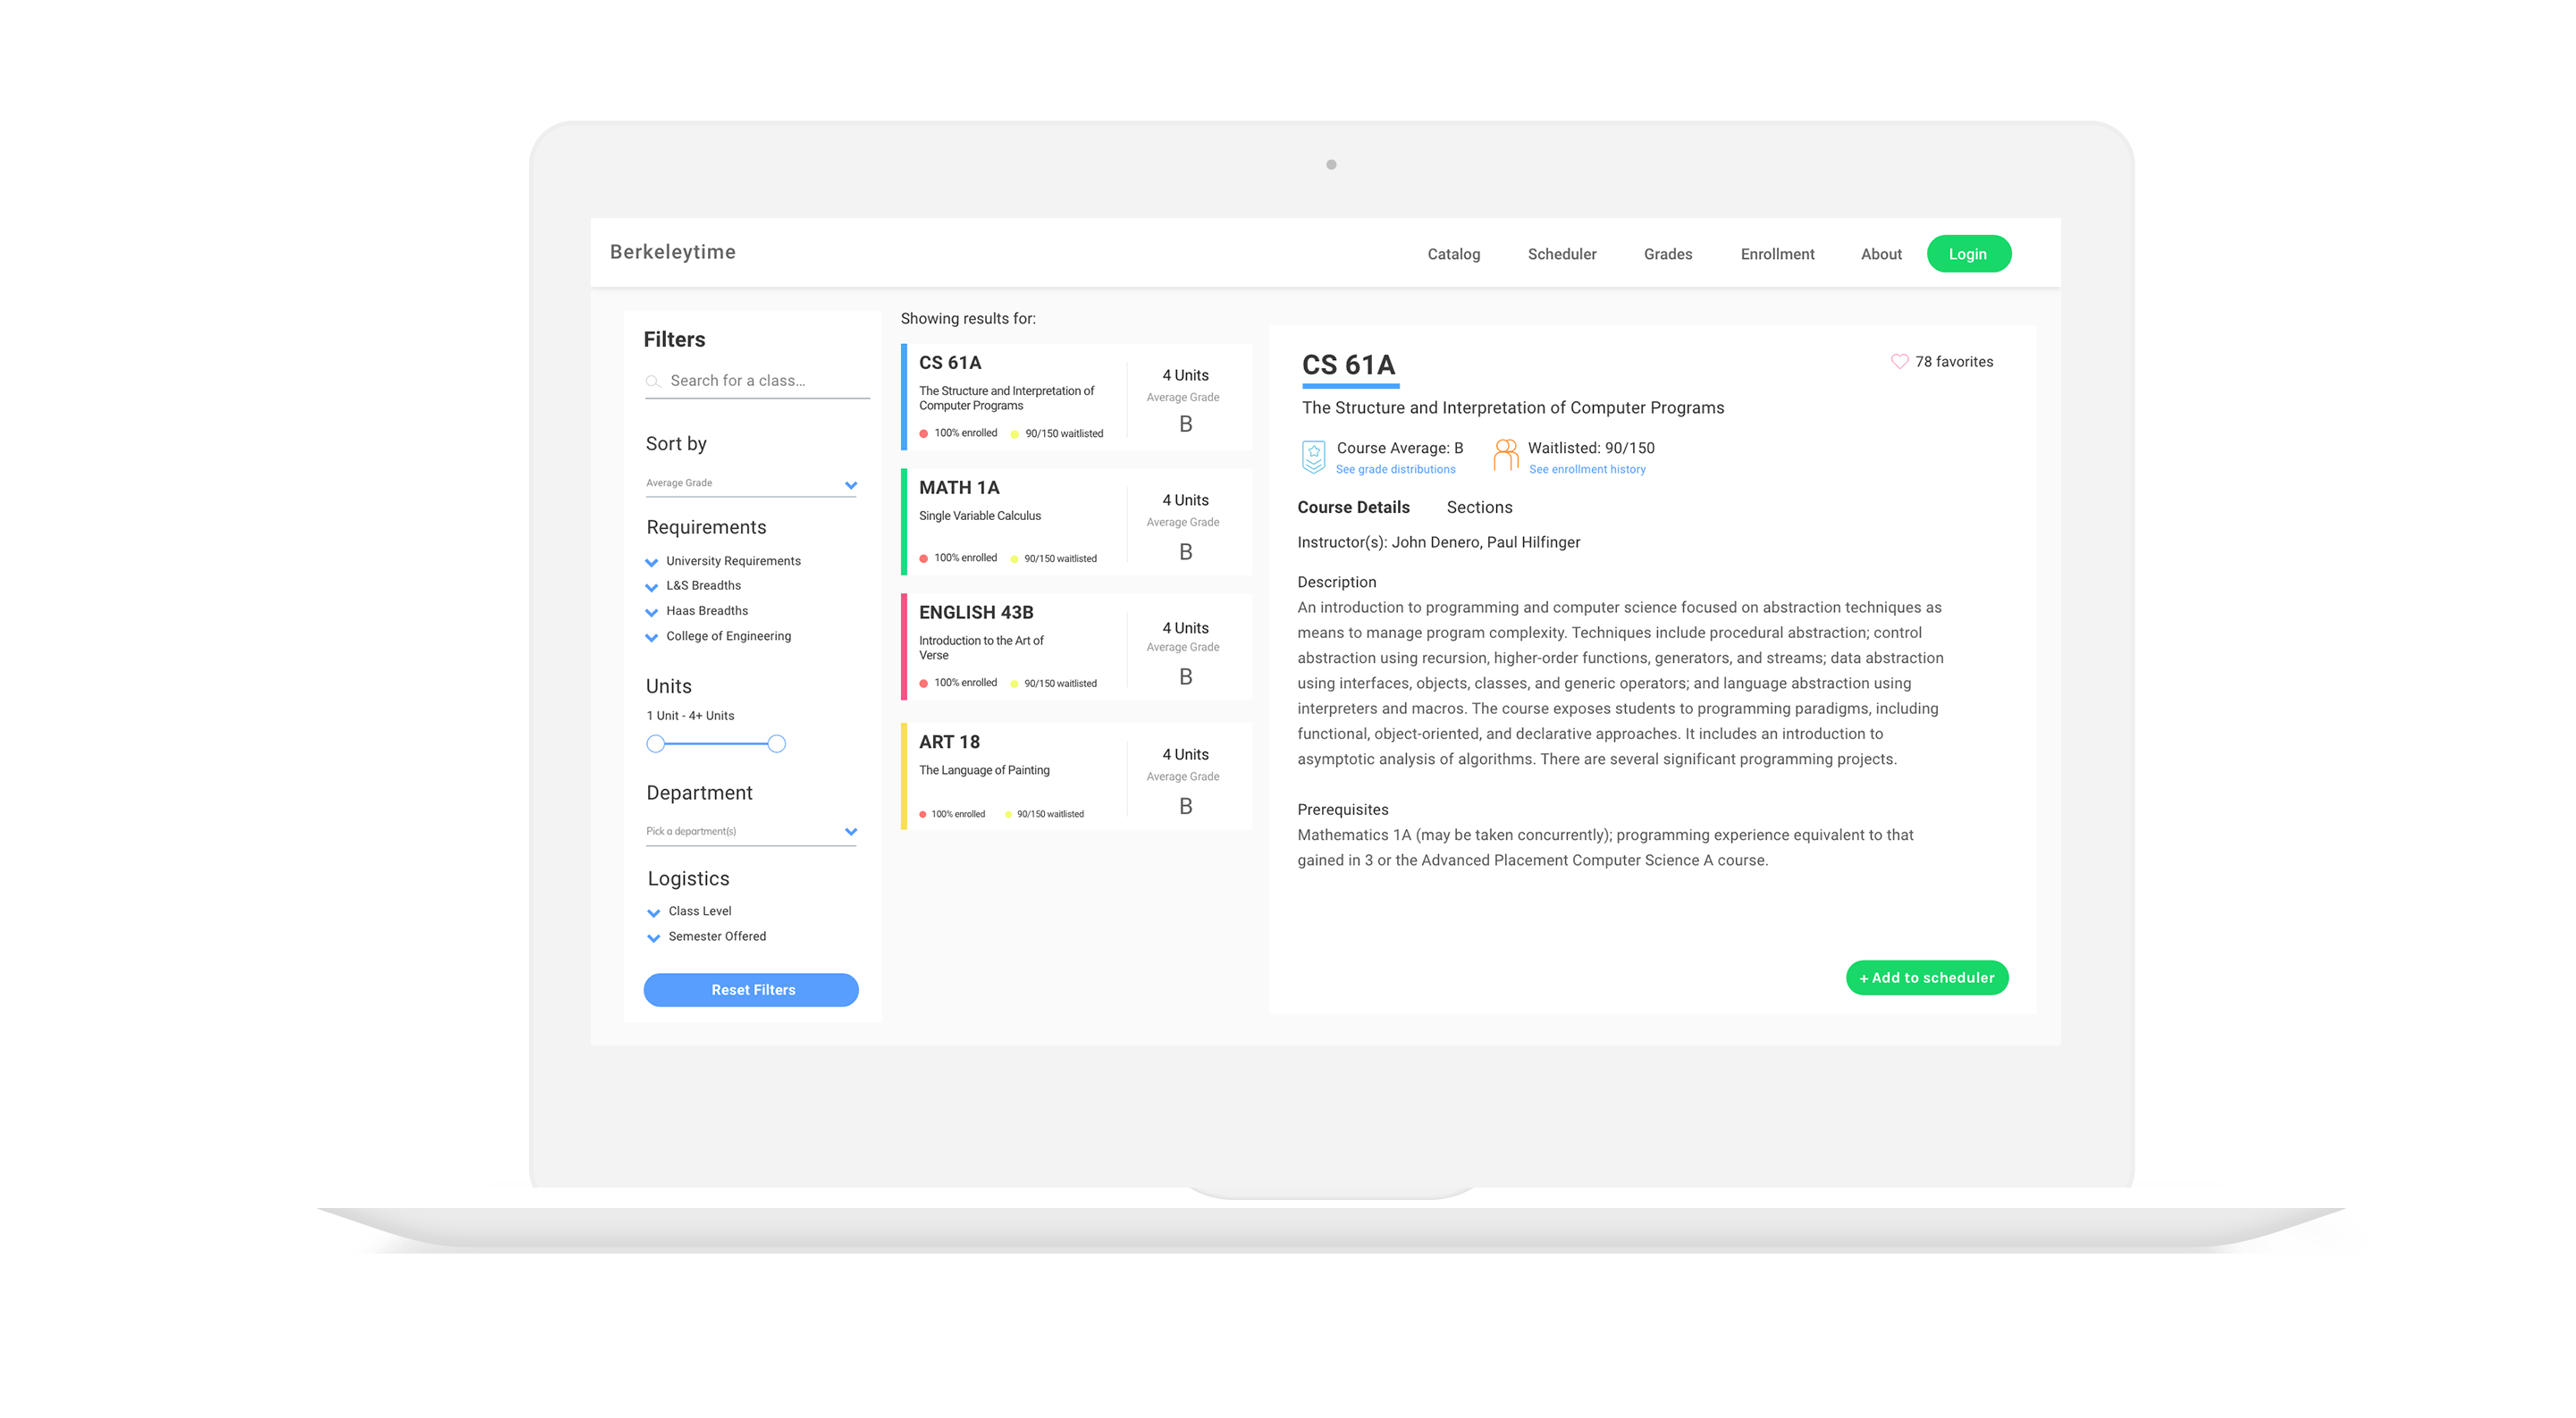 Berkeleytime
Catalog
Scheduler
Grades
Enrollment
About
Login
Filters
Search for a class...
Sort by
Average Grade
Requirements
University Requirements
L&S Breadths
Haas Breadths
College of Engineering
Units
1 Unit - 4+ Units
Department
Pick a department(s)
Logistics
Class Level
Semester Offered
Reset Filters
Showing results for:
CS 61A
The Structure and Interpretation of
Computer Programs
100% enrolled
90/150 waitlisted
4 Units
Average Grade
B
MATH 1A
Single Variable Calculus
100% enrolled
90/150 waitlisted
4 Units
Average Grade
B
ENGLISH 43B
Introduction to the Art of
Verse
100% enrolled
90/150 waitlisted
4 Units
Average Grade
B
ART 18
The Language of Painting
100% enrolled
90/150 waitlisted
4 Units
Average Grade
B
CS 61A
78 favorites
The Structure and Interpretation of Computer Programs
Course Average: B
See grade distributions
Waitlisted: 90/150
See enrollment history
Course Details
Sections
Instructor(s): John Denero, Paul Hilfinger
Description
An introduction to programming and computer science focused on abstraction techniques as
means to manage program complexity. Techniques include procedural abstraction; control
abstraction using recursion, higher-order functions, generators, and streams; data abstraction
using interfaces, objects, classes, and generic operators; and language abstraction using
interpreters and macros. The course exposes students to programming paradigms, including
functional, object-oriented, and declarative approaches. It includes an introduction to
asymptotic analysis of algorithms. There are several significant programming projects.
Prerequisites
Mathematics 1A (may be taken concurrently); programming experience equivalent to that
gained in 3 or the Advanced Placement Computer Science A course.
+ Add to scheduler